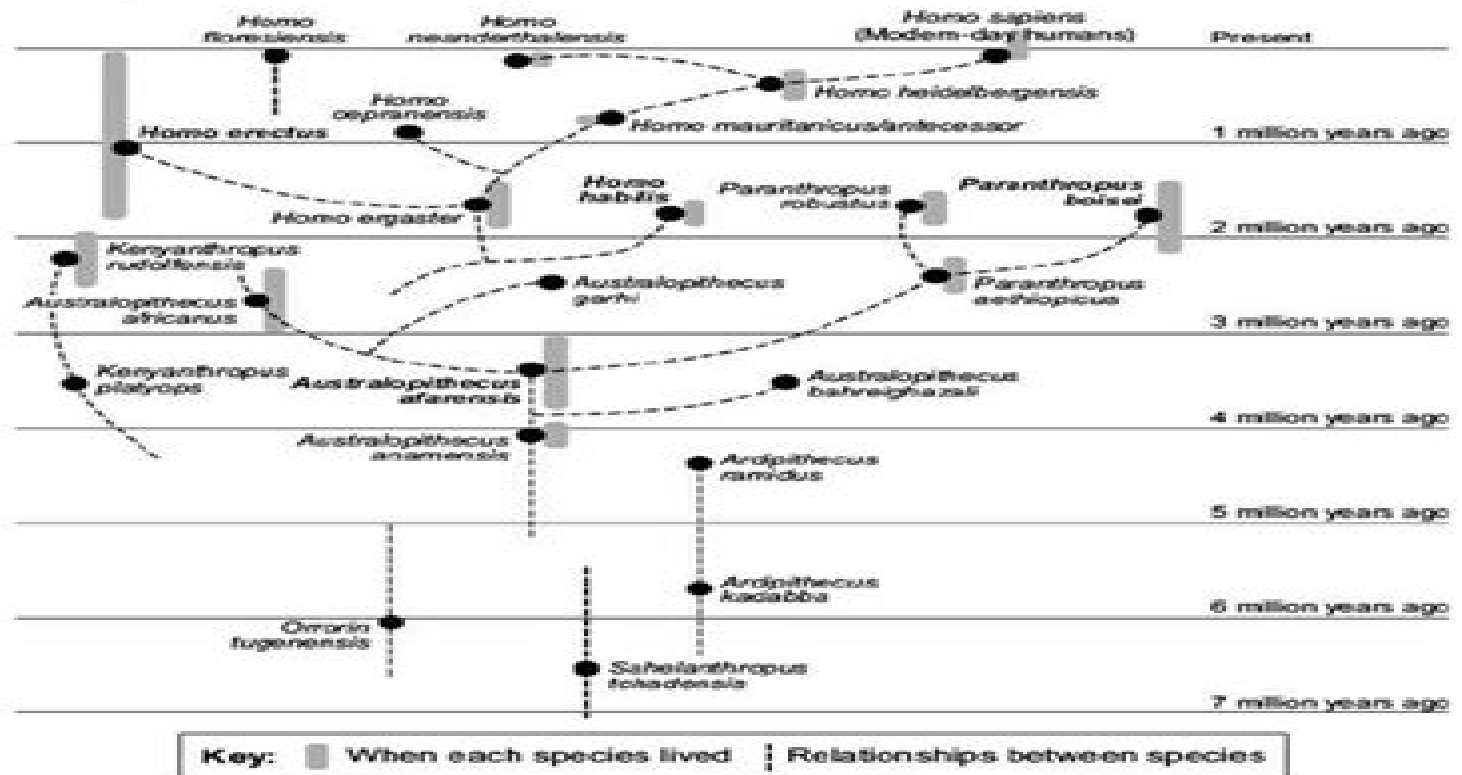 Homo
floresiensis
Homo
neanderthalensis
Homo sapiens
(Modern-day humans)
Present
Homo heidelbergensis
Homo
cepranensis
Homo mauritanicus/antecessor
Homo erectus
1 million years ago
Homo
habilis
Paranthropus
robustus
Paranthropus
boisei
Homo ergaster
2 million years ago
Kenyanthropus
rudolfensis
Australopithecus
garhi
Paranthropus
aethiopicus
Australopithecus
africanus
3 million years ago
Kenyanthropus
platyops
Australopithecus
afarensis
Australopithecus
bahrelghazali
4 million years ago
Australopithecus
anamensis
Ardipithecus
ramidus
5 million years ago
Ardipithecus
kadabba
6 million years ago
Orrorin
tugenensis
Sahelanthropus
tchadensis
7 million years ago
Key: When each species lived Relationships between species